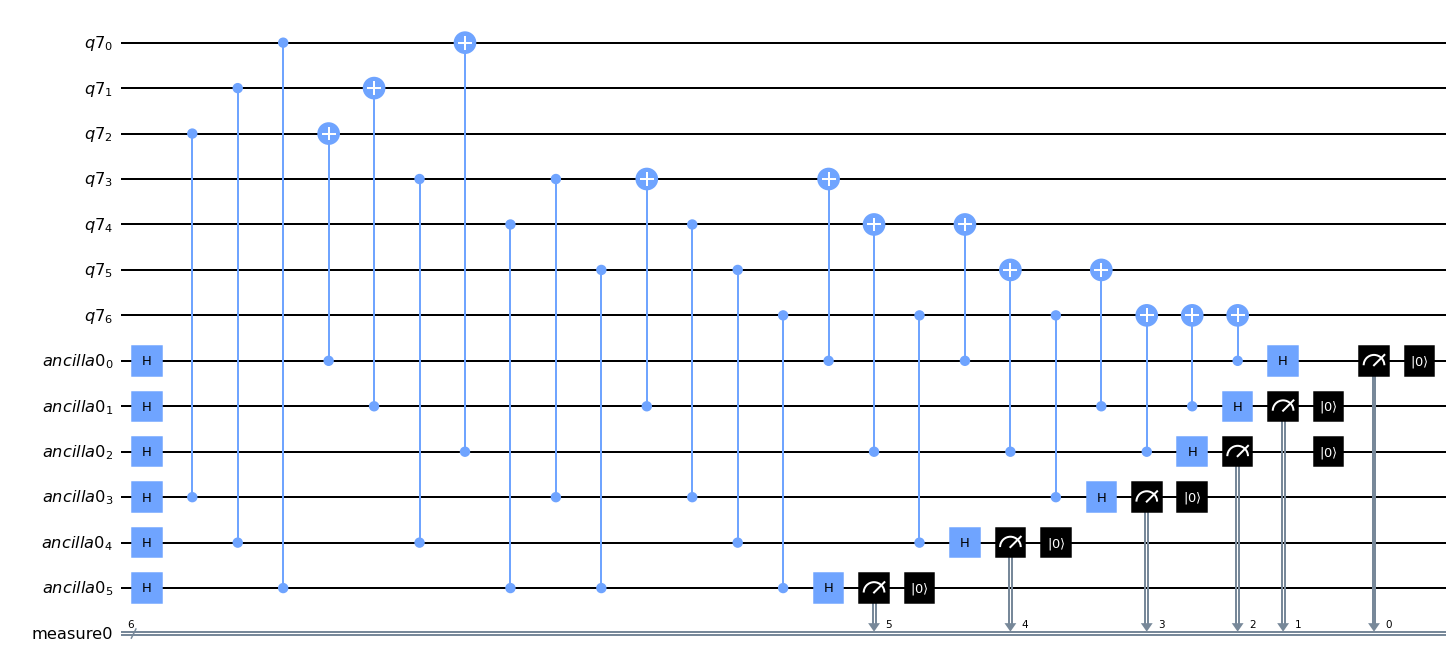 q7₀
q7₁
q7₂
q7₃
q7₄
q7₅
q7₆
ancilla0₀ H H |0⟩
ancilla0₁ H H |0⟩
ancilla0₂ H H |0⟩
ancilla0₃ H H |0⟩
ancilla0₄ H H |0⟩
ancilla0₅ H H |0⟩
measure0 6 5 4 3 2 1 0